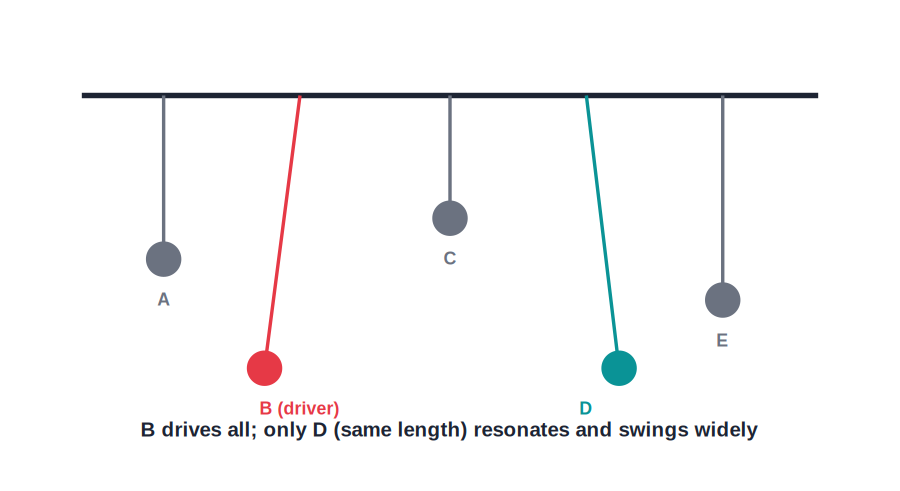 C
A
E
B (driver)
D
B drives all; only D (same length) resonates and swings widely